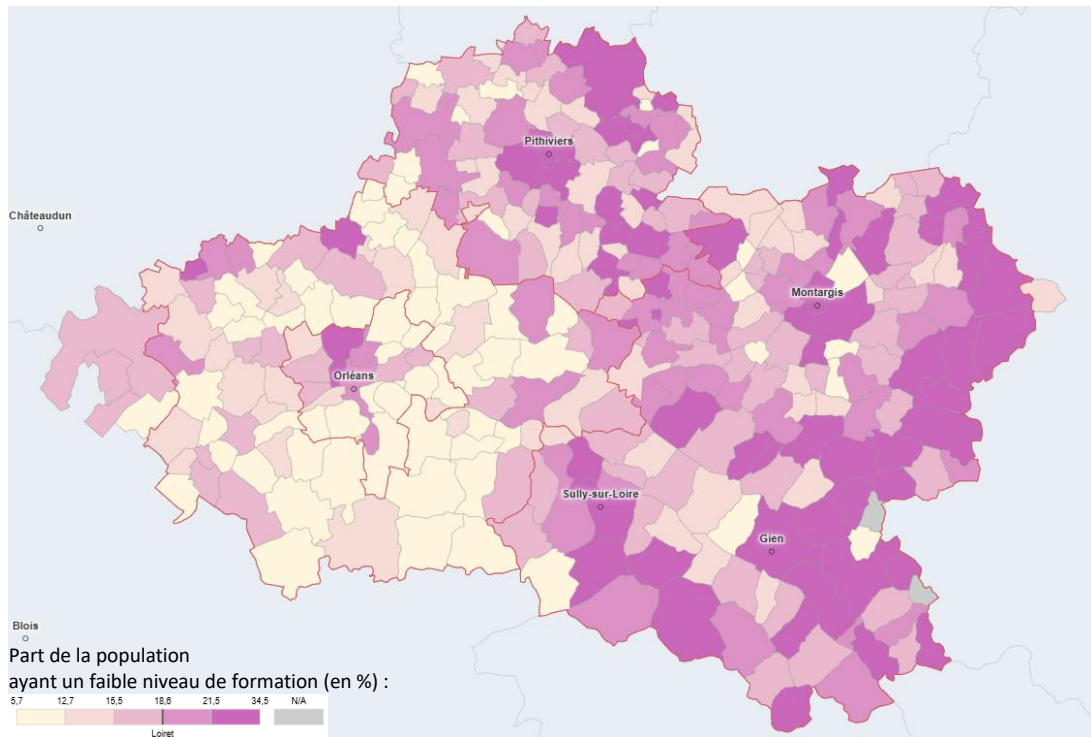 Pithiviers
Châteaudun
Montargis
Orléans
Sully-sur-Loire
Gien
Blois
Part de la population
ayant un faible niveau de formation (en %) :
5,7 12,7 15,5 18,6 21,5 34,5 N/A
Loiret